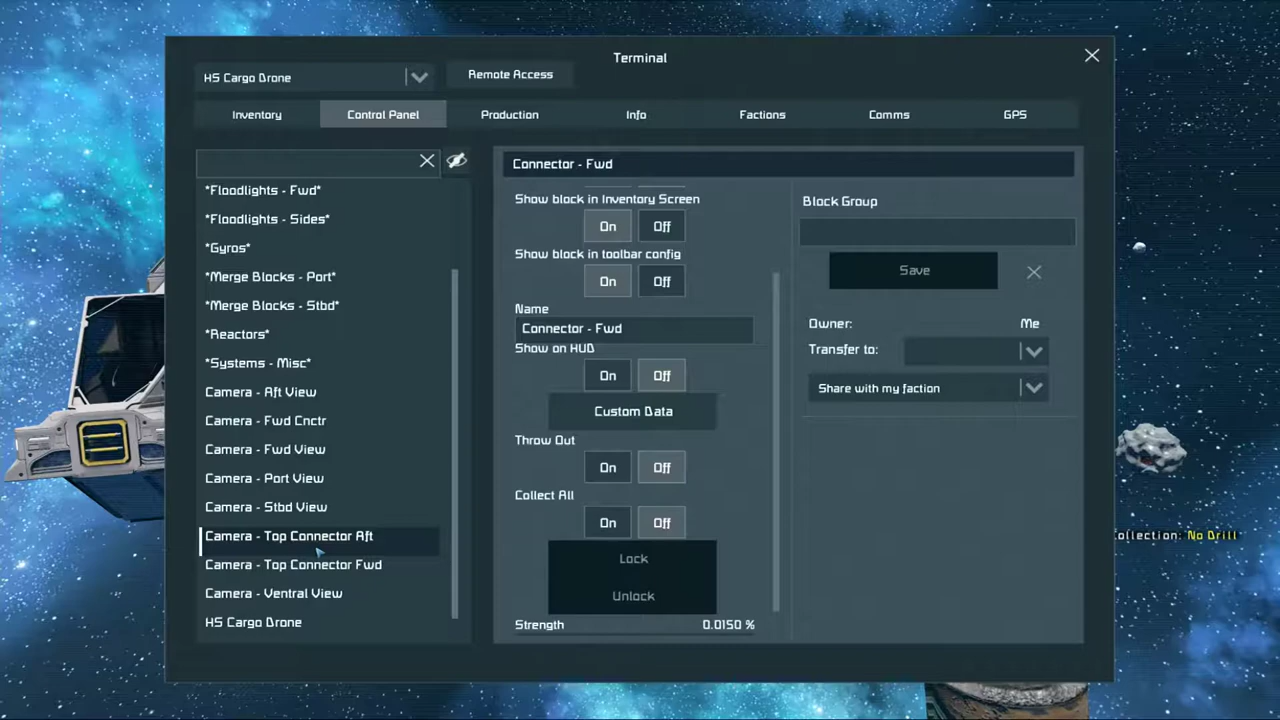 Terminal
HS Cargo Drone
Remote Access
Inventory
Control Panel
Production
Info
Factions
Comms
GPS
*Floodlights - Fwd*
*Floodlights - Sides*
*Gyros*
*Merge Blocks - Port*
*Merge Blocks - Stbd*
*Reactors*
*Systems - Misc*
Camera - Aft View
Camera - Fwd Cnctr
Camera - Fwd View
Camera - Port View
Camera - Stbd View
Camera - Top Connector Aft
Camera - Top Connector Fwd
Camera - Ventral View
HS Cargo Drone
Connector - Fwd
Show block in Inventory Screen
On Off
Show block in toolbar config
On Off
Name
Connector - Fwd
Show on HUD
On Off
Custom Data
Throw Out
On Off
Collect All
On Off
Lock
Unlock
Strength 0.0150 %
Block Group
Save
Owner: Me
Transfer to:
Share with my faction
ollection: No Drill